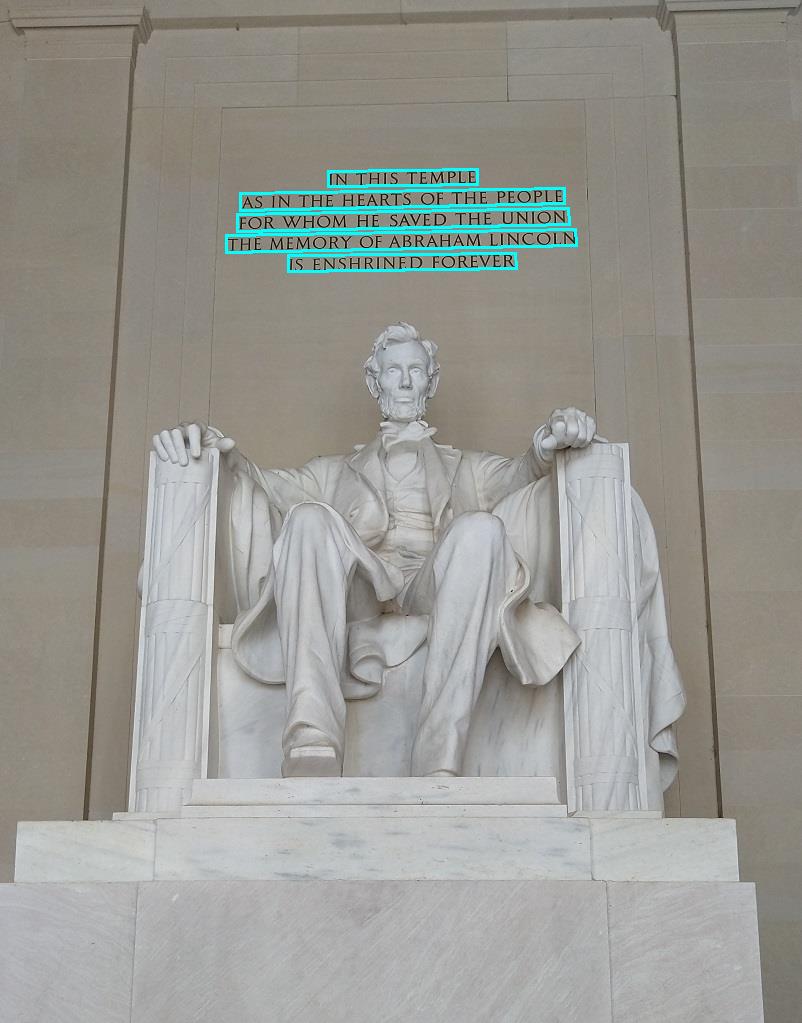 IN THIS TEMPLE
AS IN THE HEARTS OF THE PEOPLE
FOR WHOM HE SAVED THE UNION
THE MEMORY OF ABRAHAM LINCOLN
IS ENSHRINED FOREVER